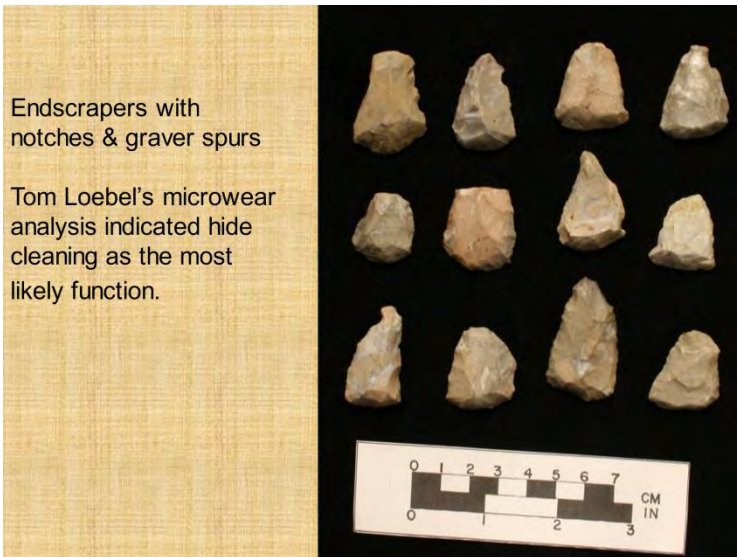 Endscrapers with
notches & graver spurs
Tom Loebel's microwear
analysis indicated hide
cleaning as the most
likely function.
0 1 2 3 4 5 6 7
CM
IN
0 1 2 3